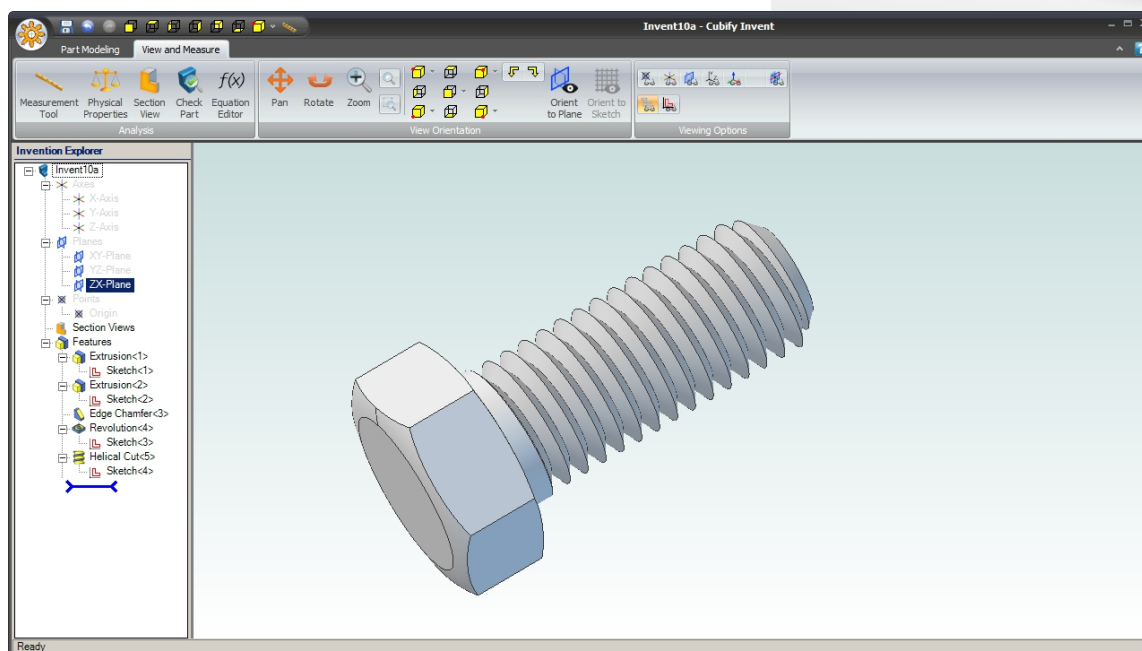 Invent10a - Cubify Invent
Part Modeling View and Measure
Measurement Tool
Physical Properties
Section View
Check Part
f(x) Equation Editor
Pan
Rotate
Zoom
Orient to Plane
Orient to Sketch
Analysis
View Orientation
Viewing Options
Invention Explorer
Invent10a
Axes
X-Axis
Y-Axis
Z-Axis
Planes
XY-Plane
YZ-Plane
ZX-Plane
Points
Origin
Section Views
Features
Extrusion<1>
Sketch<1>
Extrusion<2>
Sketch<2>
Edge Chamfer<3>
Revolution<4>
Sketch<3>
Helical Cut<5>
Sketch<4>
Ready